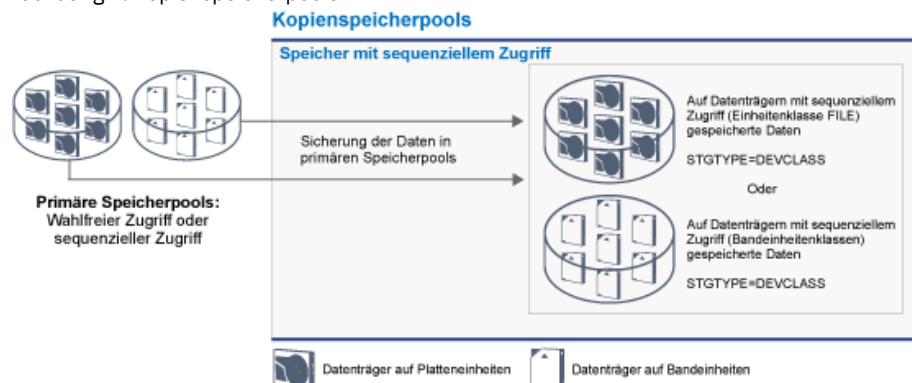 Kopienspeicherpools
Speicher mit sequenziellem Zugriff
Auf Datenträgern mit sequenziellem
Zugriff (Einheitenklasse FILE)
gespeicherte Daten
STGTYPE=DEVCLASS
Oder
Auf Datenträgern mit sequenziellem
Zugriff (Bandeinheitenklassen)
gespeicherte Daten
STGTYPE=DEVCLASS
Sicherung der Daten in
primären Speicherpools
Primäre Speicherpools:
Wahlfreier Zugriff oder
sequenzieller Zugriff
Datenträger auf Platteneinheiten
Datenträger auf Bandeinheiten